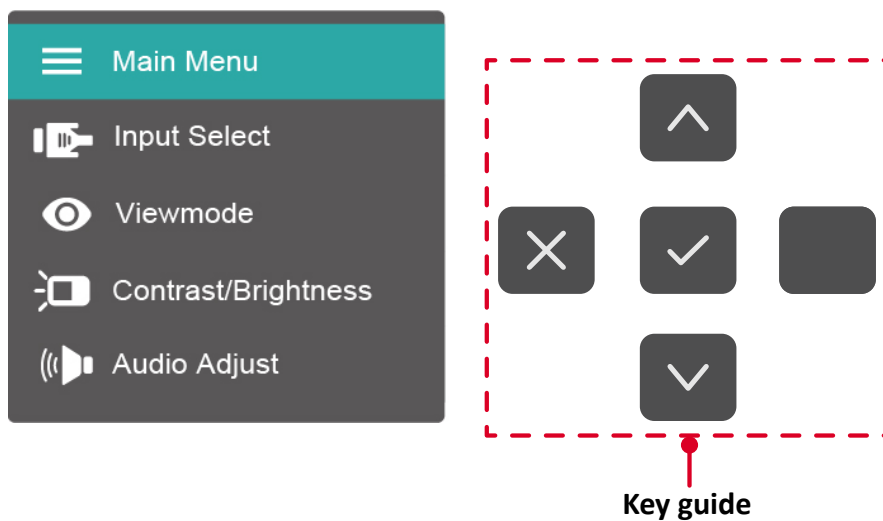 Main Menu
Input Select
Viewmode
Contrast/Brightness
Audio Adjust
Key guide